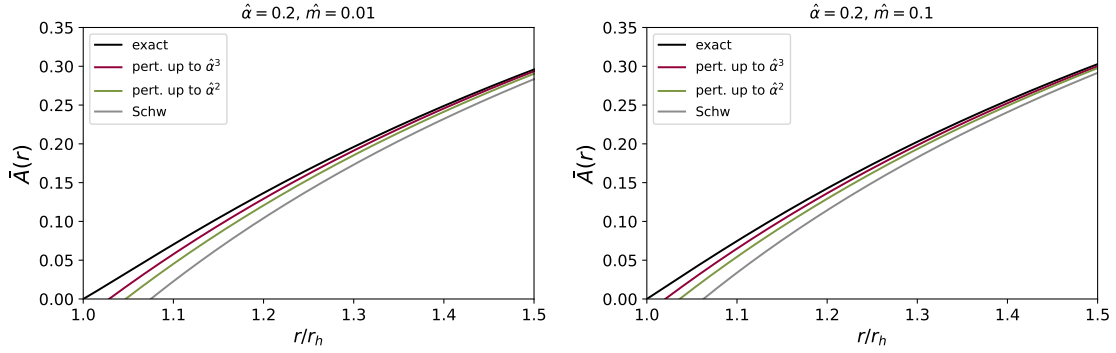 α̂ = 0.2, m̂ = 0.01
0.35
0.30
0.25
0.20
0.15
0.10
0.05
0.00
Ā(r)
exact
pert. up to α̂³
pert. up to α̂²
Schw
1.0 1.1 1.2 1.3 1.4 1.5
r/r_h
α̂ = 0.2, m̂ = 0.1
0.35
0.30
0.25
0.20
0.15
0.10
0.05
0.00
Ā(r)
exact
pert. up to α̂³
pert. up to α̂²
Schw
1.0 1.1 1.2 1.3 1.4 1.5
r/r_h